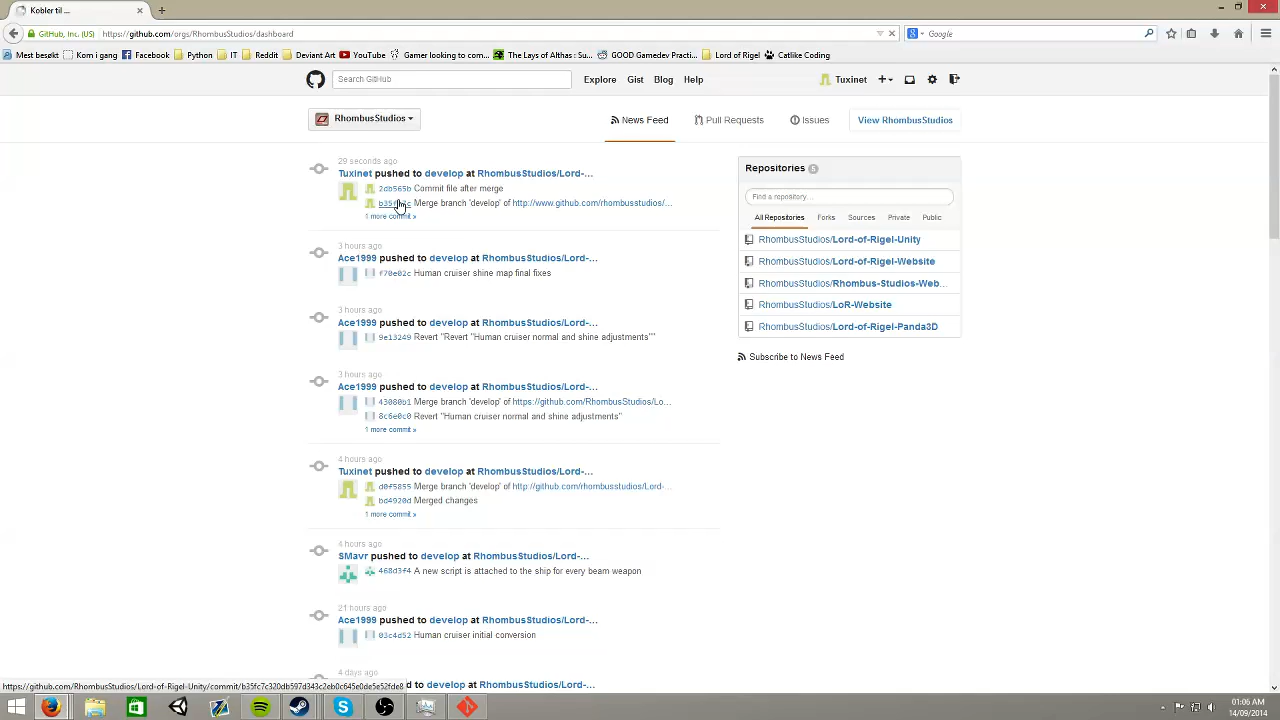 Kobler til ...
GitHub, Inc. (US) https://github.com/orgs/RhombusStudios/dashboard
Google
Mest besøkt Kom i gang Facebook Python IT Reddit Deviant Art YouTube Gamer looking to com... The Lays of Althas : Su... GOOD Gamedev Practi... Lord of Rigel Catlike Coding
Search GitHub
Explore Gist Blog Help
Tuxinet
RhombusStudios
News Feed Pull Requests Issues View RhombusStudios
29 seconds ago
Tuxinet pushed to develop at RhombusStudios/Lord-...
2db565b Commit file after merge
Merge branch 'develop' of http://www.github.com/rhombusstudios/...
1 more commit »
3 hours ago
Ace1999 pushed to develop at RhombusStudios/Lord-...
f70e02c Human cruiser shine map final fixes
3 hours ago
Ace1999 pushed to develop at RhombusStudios/Lord-...
9e13249 Revert "Revert "Human cruiser normal and shine adjustments""
3 hours ago
Ace1999 pushed to develop at RhombusStudios/Lord-...
43080b1 Merge branch 'develop' of https://github.com/RhombusStudios/Lo...
8c6e0c0 Revert "Human cruiser normal and shine adjustments"
1 more commit »
4 hours ago
Tuxinet pushed to develop at RhombusStudios/Lord-...
d0f5855 Merge branch 'develop' of http://github.com/rhombusstudios/Lord-...
bd4920d Merged changes
1 more commit »
4 hours ago
SMavr pushed to develop at RhombusStudios/Lord-...
468d3f4 A new script is attached to the ship for every beam weapon
21 hours ago
Ace1999 pushed to develop at RhombusStudios/Lord-...
03c4d52 Human cruiser initial conversion
4 days ago
d to develop at RhombusStudios/Lord-...
Repositories 5
Find a repository...
All Repositories Forks Sources Private Public
RhombusStudios/Lord-of-Rigel-Unity
RhombusStudios/Lord-of-Rigel-Website
RhombusStudios/Rhombus-Studios-Web...
RhombusStudios/LoR-Website
RhombusStudios/Lord-of-Rigel-Panda3D
Subscribe to News Feed
https://github.com/RhombusStudios/Lord-of-Rigel-Unity/commit/b35fc7c320db597d343c2eb0c645e0de5e52fde8
01:06 AM
14/09/2014